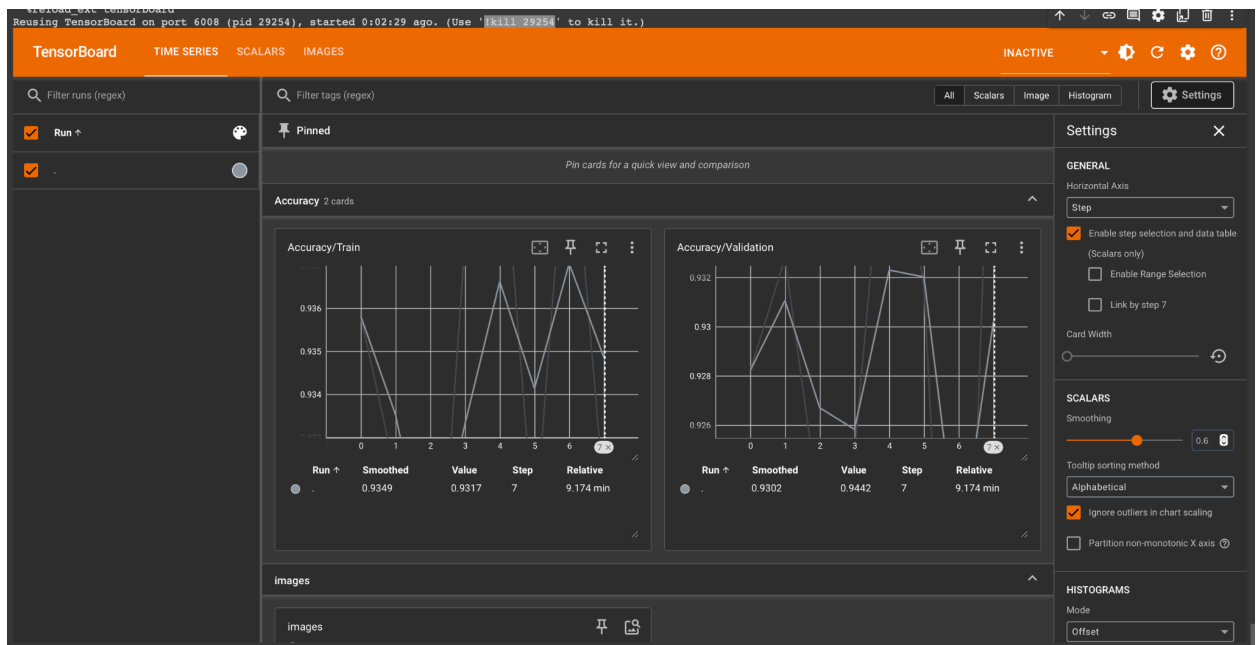 %reload_ext tensorboard
Reusing TensorBoard on port 6008 (pid 29254), started 0:02:29 ago. (Use '!kill 29254' to kill it.)
TensorBoard TIME SERIES SCALARS IMAGES INACTIVE
Filter runs (regex)
Run ↑
.
Filter tags (regex)
All Scalars Image Histogram Settings
Pinned
Pin cards for a quick view and comparison
Accuracy 2 cards
Accuracy/Train
0.936
0.935
0.934
0 1 2 3 4 5 6 7 ×
Run ↑ Smoothed Value Step Relative
. 0.9349 0.9317 7 9.174 min
Accuracy/Validation
0.932
0.93
0.928
0.926
0 1 2 3 4 5 6 7 ×
Run ↑ Smoothed Value Step Relative
. 0.9302 0.9442 7 9.174 min
images
images
Settings
GENERAL
Horizontal Axis
Step
Enable step selection and data table
(Scalars only)
Enable Range Selection
Link by step 7
Card Width
SCALARS
Smoothing
0.6
Tooltip sorting method
Alphabetical
Ignore outliers in chart scaling
Partition non-monotonic X axis
HISTOGRAMS
Mode
Offset